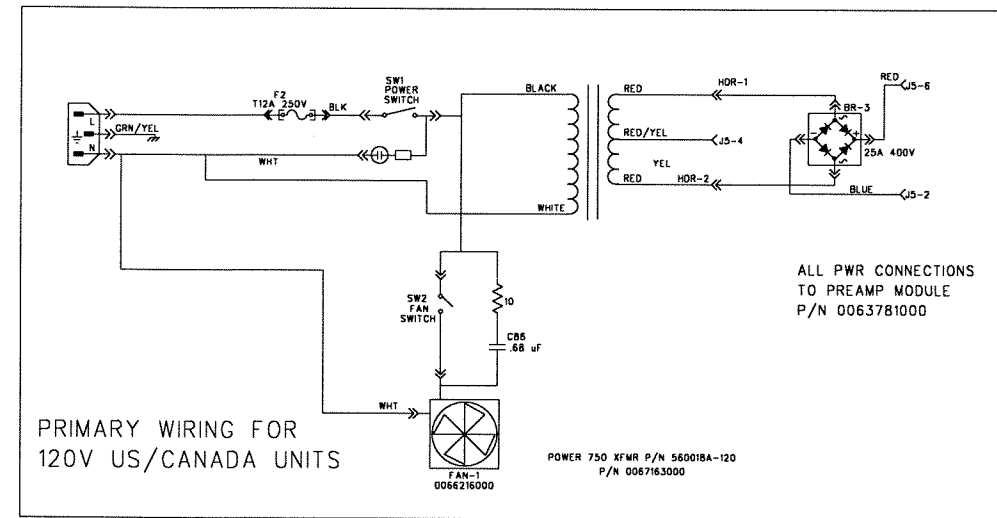 SW1
POWER
SWITCH
F2
T12A 250V
BLK
L
GRN/YEL
N
WHT
BLACK
WHITE
RED
HDR-1
RED/YEL
J5-4
YEL
RED
HDR-2
RED
J5-6
BR-3
-
+
25A 400V
BLUE
J5-2
ALL PWR CONNECTIONS
TO PREAMP MODULE
P/N 0063781000
SW2
FAN
SWITCH
10
C86
.68 uF
WHT
FAN-1
0066216000
PRIMARY WIRING FOR
120V US/CANADA UNITS
POWER 750 XFMR P/N 56001BA-120
P/N 0067163000